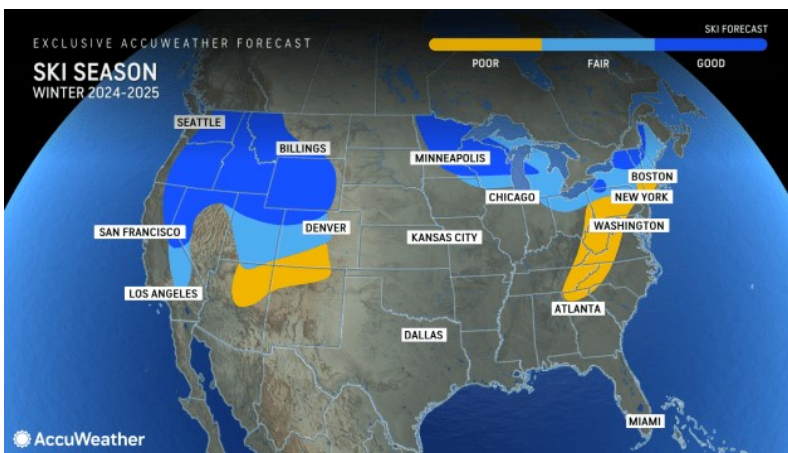 EXCLUSIVE ACCUWEATHER FORECAST
SKI SEASON
WINTER 2024-2025
SKI FORECAST
POOR FAIR GOOD
SEATTLE
BILLINGS
MINNEAPOLIS
BOSTON
CHICAGO
NEW YORK
SAN FRANCISCO
DENVER
WASHINGTON
KANSAS CITY
LOS ANGELES
ATLANTA
DALLAS
MIAMI
AccuWeather